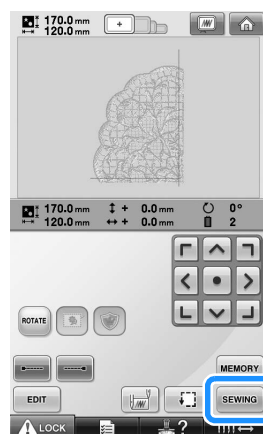 170.0 mm
120.0 mm
170.0 mm + 0.0 mm 0°
120.0 mm + 0.0 mm 2
ROTATE
MEMORY
EDIT SEWING
LOCK ?